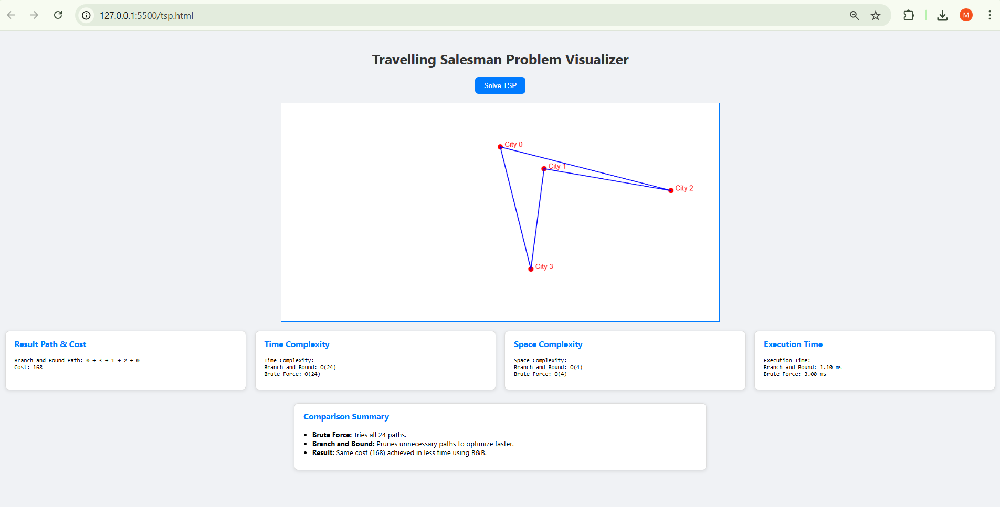 127.0.0.1:5500/tsp.html
M
Travelling Salesman Problem Visualizer
Solve TSP
City 0
City 1
City 2
City 3
Result Path & Cost
Branch and Bound Path: 0 → 3 → 1 → 2 → 0
Cost: 168
Time Complexity
Time Complexity:
Branch and Bound: O(24)
Brute Force: O(24)
Space Complexity
Space Complexity:
Branch and Bound: O(4)
Brute Force: O(4)
Execution Time
Execution Time:
Branch and Bound: 1.10 ms
Brute Force: 3.00 ms
Comparison Summary
• Brute Force: Tries all 24 paths.
• Branch and Bound: Prunes unnecessary paths to optimize faster.
• Result: Same cost (168) achieved in less time using B&B.